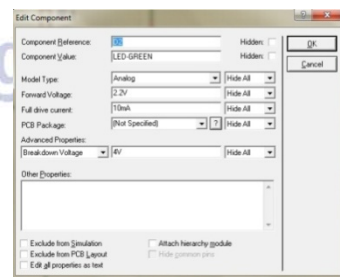 Edit Component
Component Reference: D2 Hidden:
Component Value: LED-GREEN Hidden:
Model Type: Analog Hide All
Forward Voltage: 2.2V Hide All
Full drive current: 10mA Hide All
PCB Package: (Not Specified) ? Hide All
Advanced Properties:
Breakdown Voltage 4V Hide All
Other Properties:
Exclude from Simulation Attach hierarchy module
Exclude from PCB Layout Hide common pins
Edit all properties as text
OK
Cancel